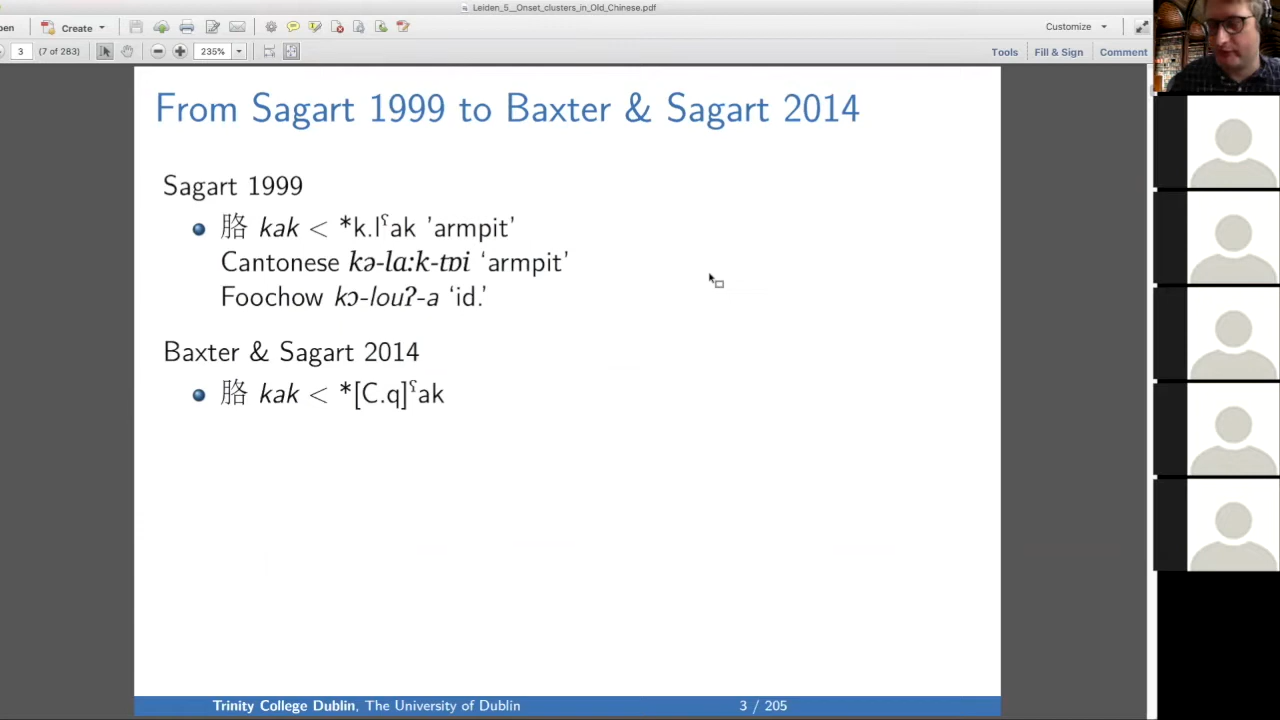 Leiden_5__Onset_clusters_in_Old_Chinese.pdf
pen
Create
Customize
3
(7 of 283)
235%
Tools
Fill & Sign
Comment
From Sagart 1999 to Baxter & Sagart 2014
Sagart 1999
胳 kak < *k.lˤak ’armpit’
Cantonese kə-laːk-tɒi ‘armpit’
Foochow kɔ-louʔ-a ‘id.’
Baxter & Sagart 2014
胳 kak < *[C.q]ˤak
Trinity College Dublin, The University of Dublin
3 / 205